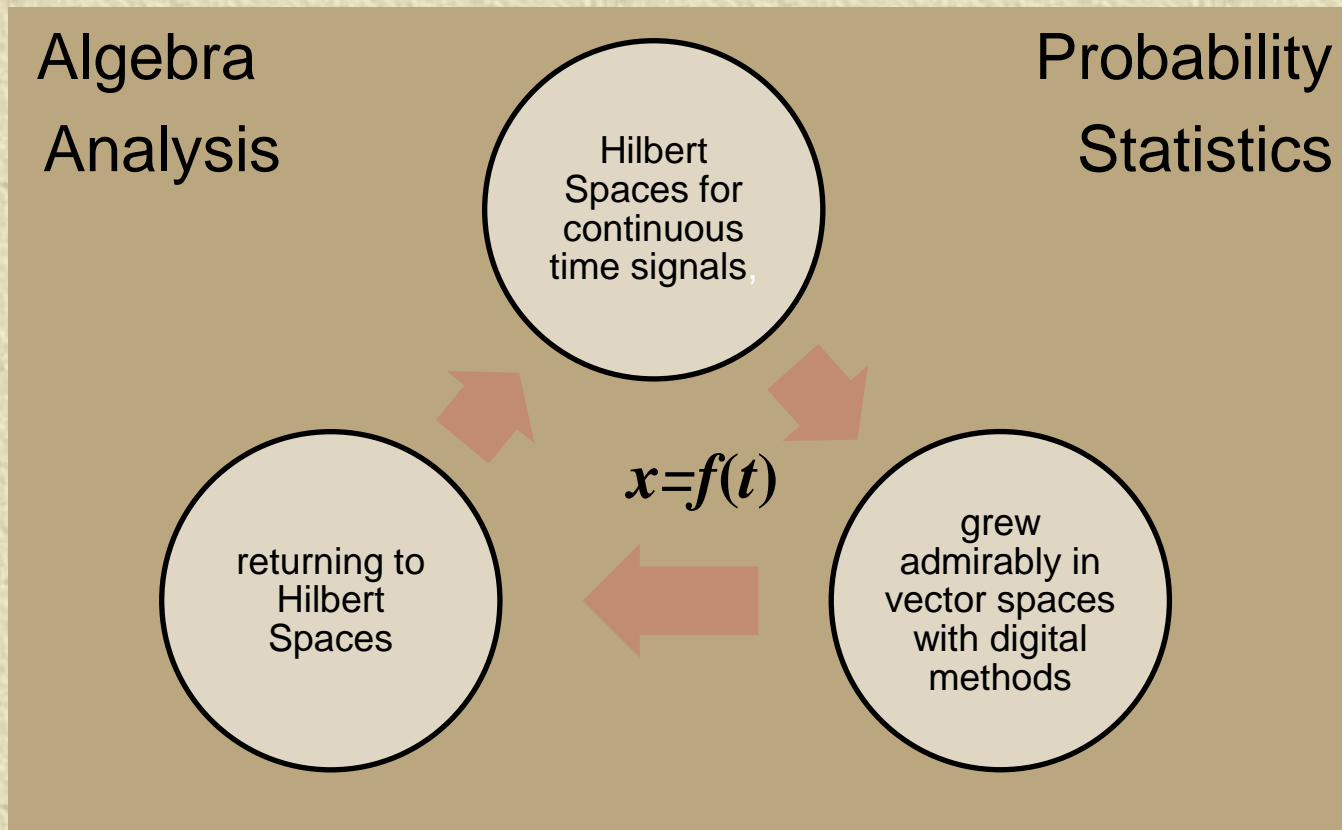 Algebra
Analysis
Probability
Statistics
Hilbert
Spaces for
continuous
time signals,
x=f(t)
grew
admirably in
vector spaces
with digital
methods
returning to
Hilbert
Spaces